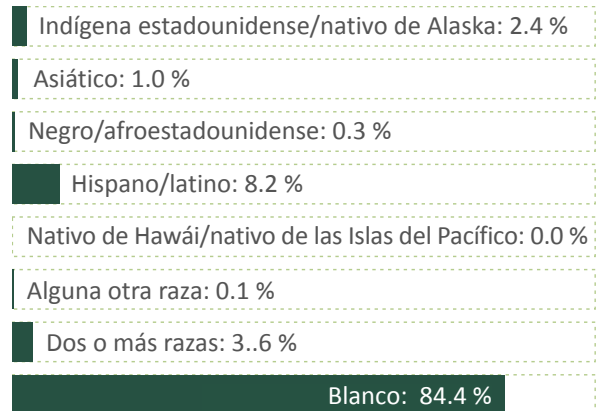 Indígena estadounidense/nativo de Alaska: 2.4 %
Asiático: 1.0 %
Negro/afroestadounidense: 0.3 %
Hispano/latino: 8.2 %
Nativo de Hawái/nativo de las Islas del Pacífico: 0.0 %
Alguna otra raza: 0.1 %
Dos o más razas: 3..6 %
Blanco: 84.4 %